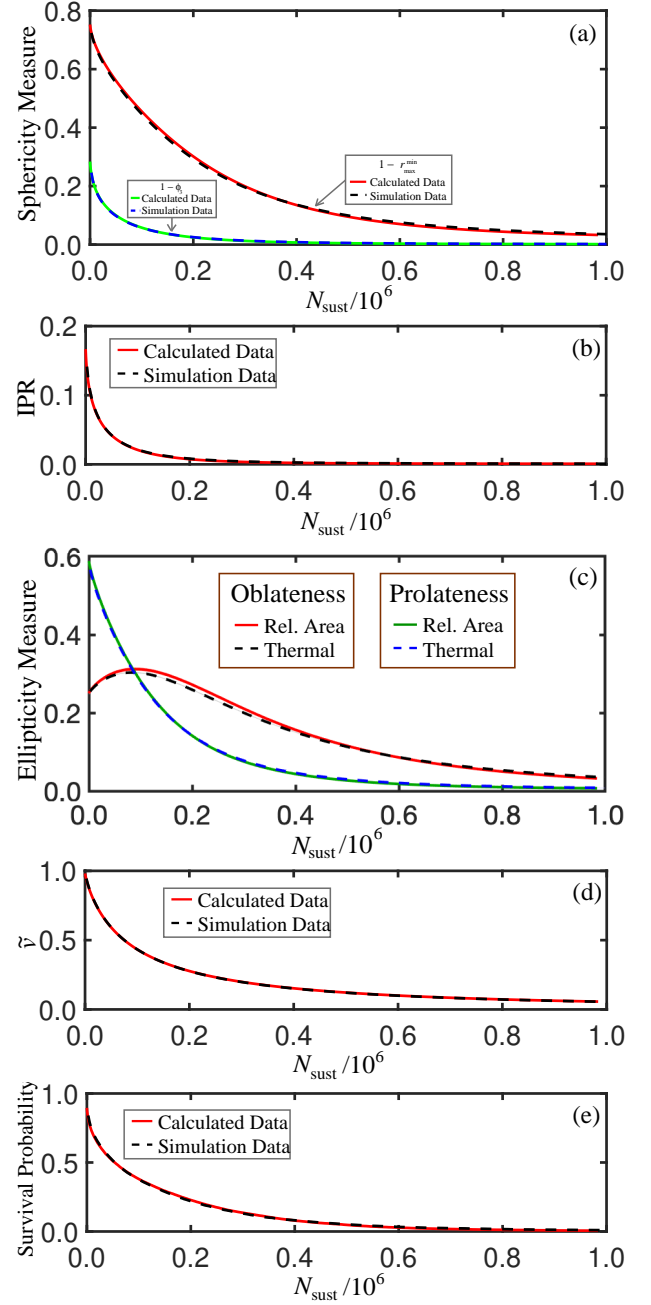 0.8
0.6
0.4
0.2
0.0
Sphericity Measure
(a)
1 − r_max^min
Calculated Data
Simulation Data
1 − ϕ_i
Calculated Data
Simulation Data
0.0 0.2 0.4 0.6 0.8 1.0
N_sust/10^6
0.2
0.1
0.0
IPR
(b)
Calculated Data
Simulation Data
0.0 0.2 0.4 0.6 0.8 1.0
N_sust/10^6
0.6
0.4
0.2
0.0
Ellipticity Measure
(c)
Oblateness
Rel. Area
Thermal
Prolateness
Rel. Area
Thermal
0.0 0.2 0.4 0.6 0.8 1.0
N_sust/10^6
1.0
0.5
0.0
ṽ
(d)
Calculated Data
Simulation Data
0.0 0.2 0.4 0.6 0.8 1.0
N_sust/10^6
1.0
0.5
0.0
Survival Probability
(e)
Calculated Data
Simulation Data
0.0 0.2 0.4 0.6 0.8 1.0
N_sust/10^6